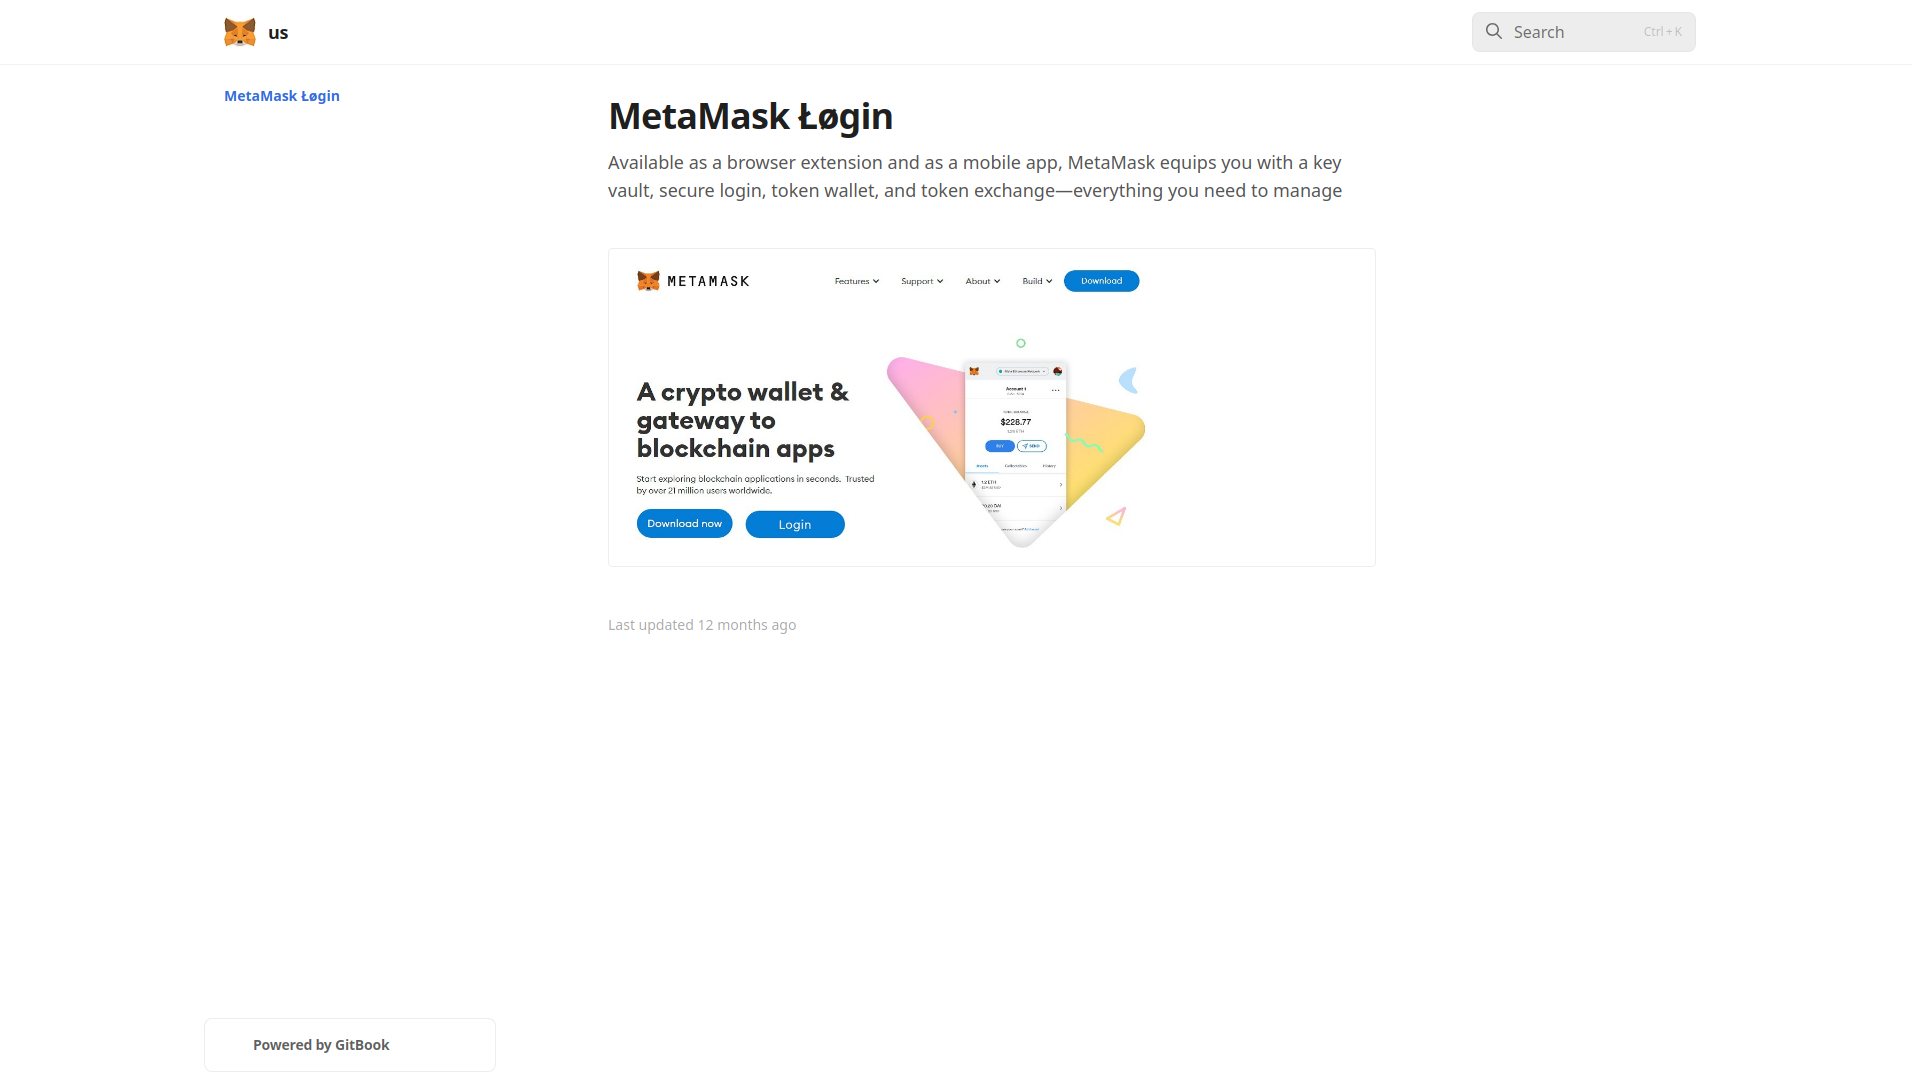 us
Search
Ctrl + K
MetaMask Łøgin
MetaMask Łøgin
Available as a browser extension and as a mobile app, MetaMask equips you with a key
vault, secure login, token wallet, and token exchange—everything you need to manage
METAMASK
Features
Support
About
Build
Download
A crypto wallet &
gateway to
blockchain apps
Start exploring blockchain applications in seconds. Trusted
by over 21 million users worldwide.
Download now
Login
Account 1
$228.77
BUY
SEND
Last updated 12 months ago
Powered by GitBook